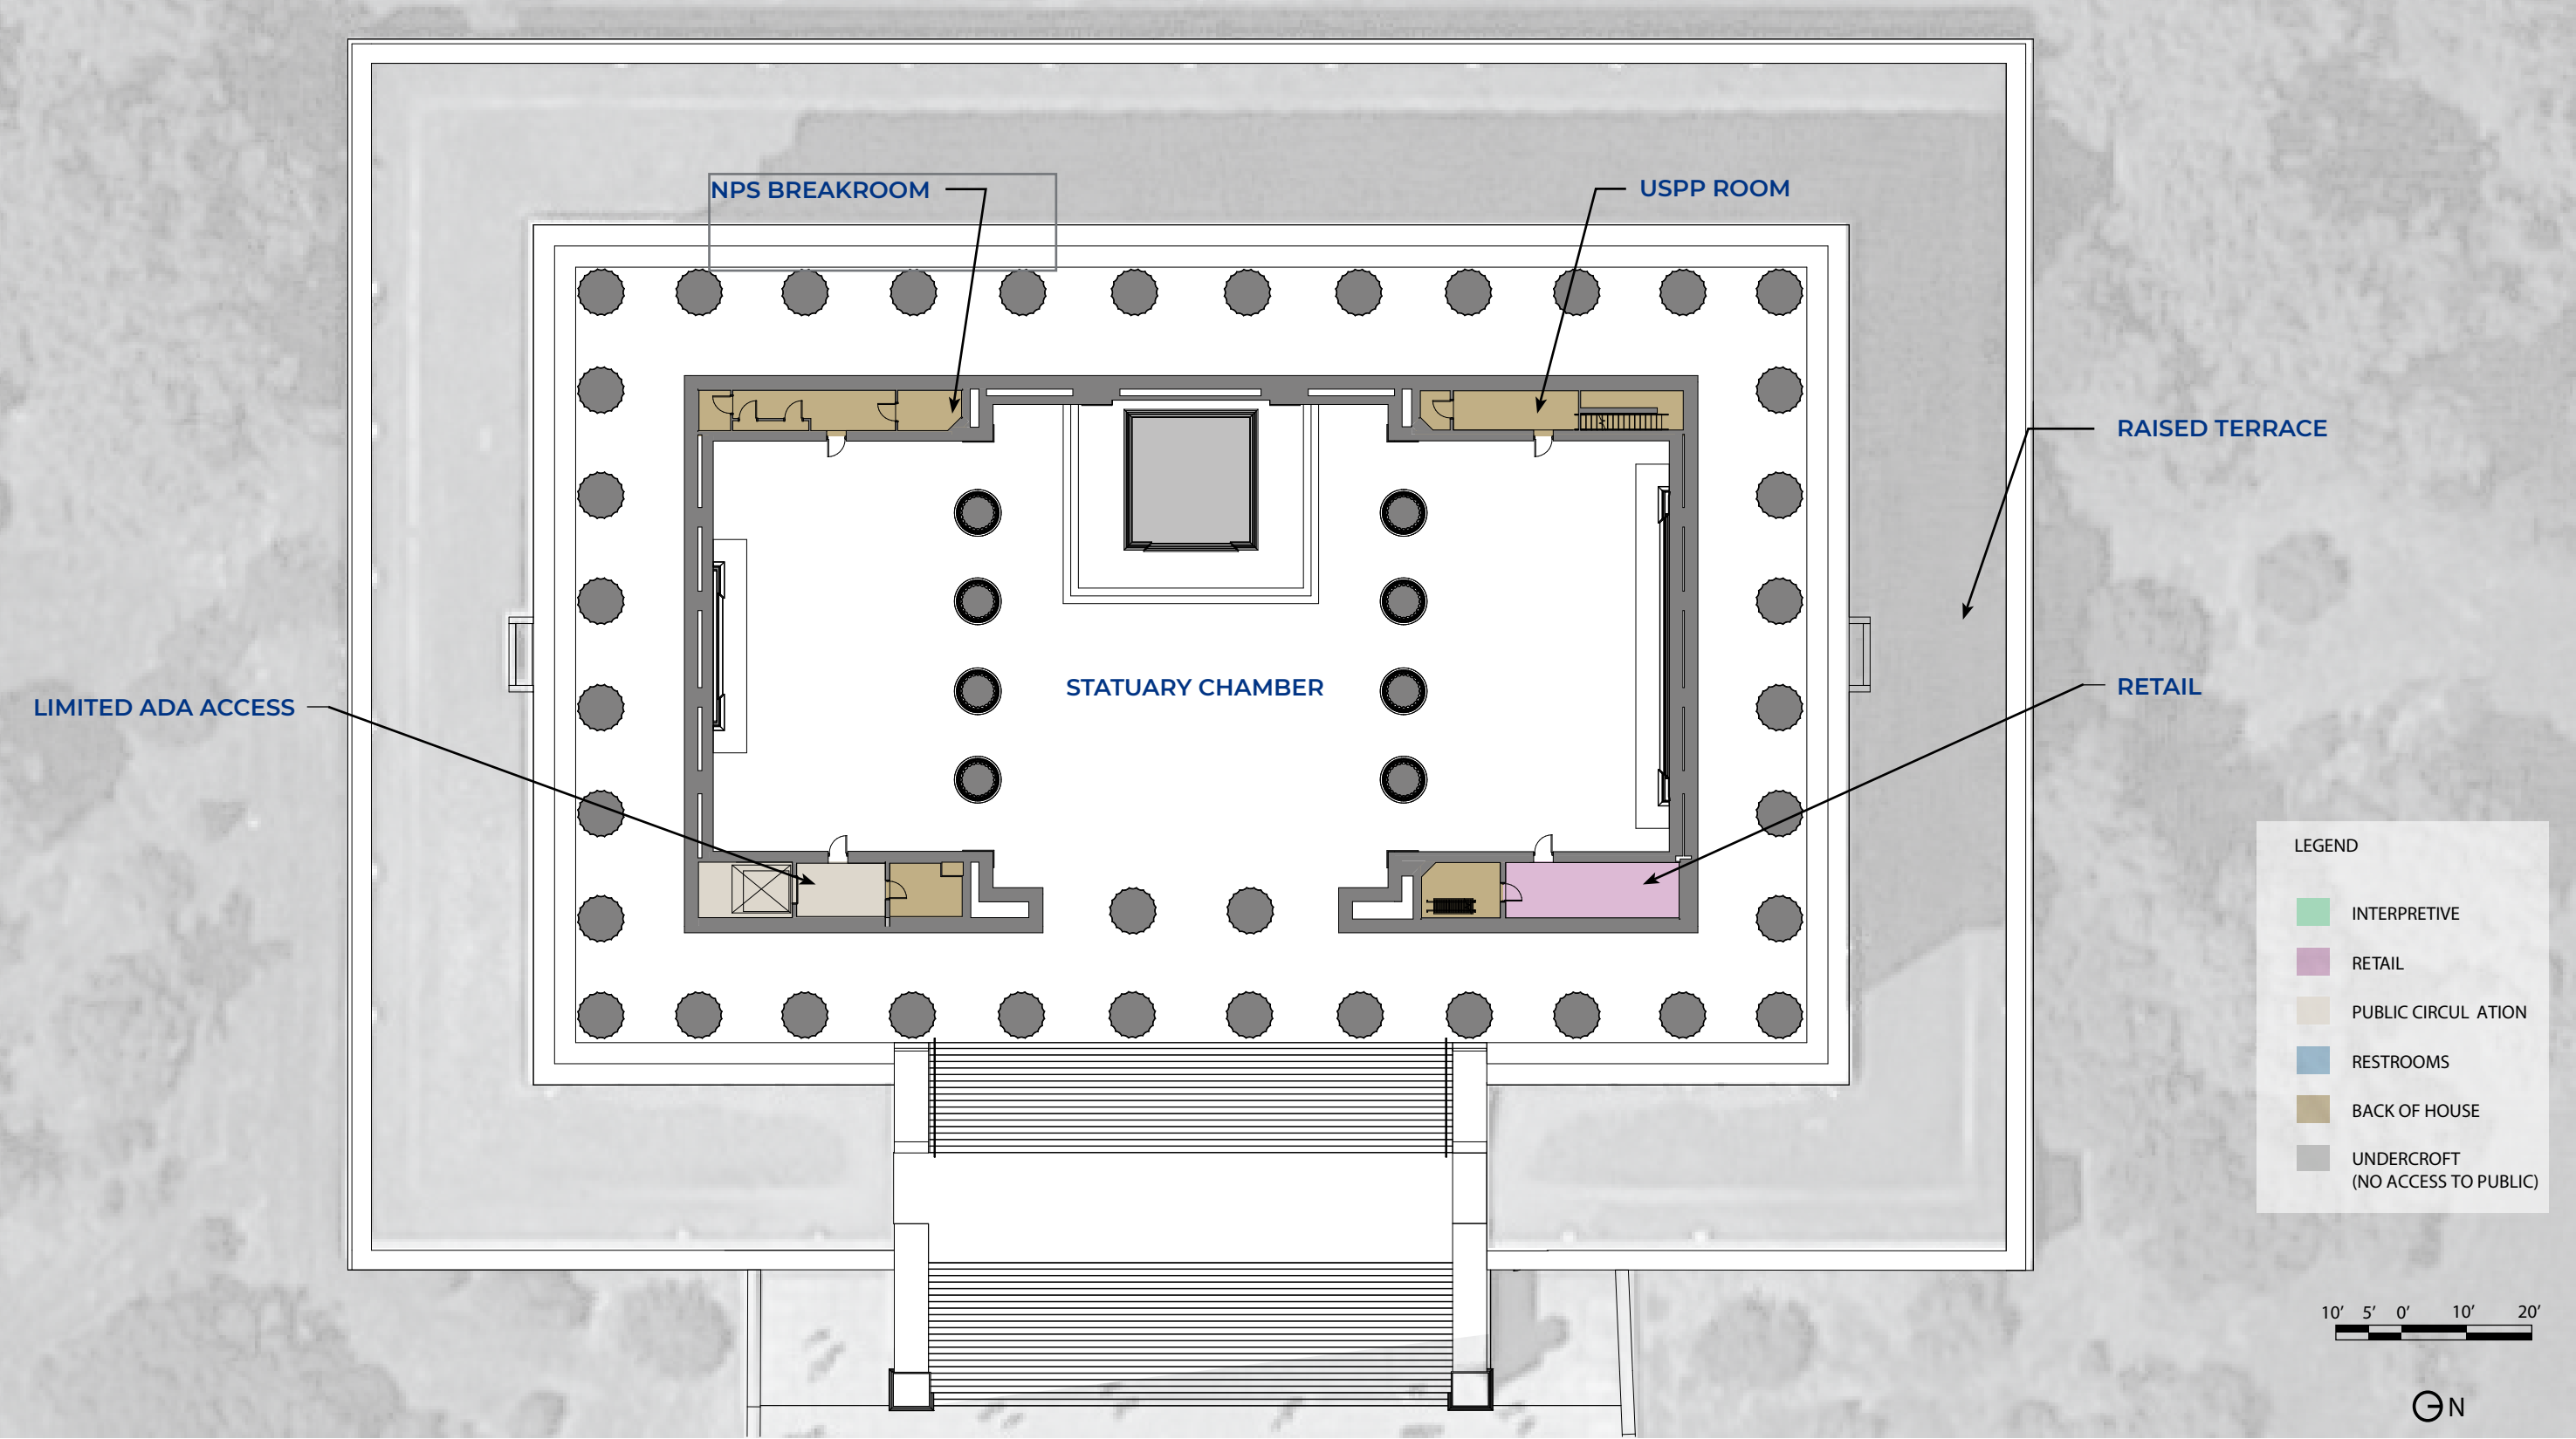 NPS BREAKROOM
USPP ROOM
RAISED TERRACE
STATUARY CHAMBER
RETAIL
LIMITED ADA ACCESS
LEGEND
INTERPRETIVE
RETAIL
PUBLIC CIRCUL ATION
RESTROOMS
BACK OF HOUSE
UNDERCROFT
(NO ACCESS TO PUBLIC)
10’ 5’ 0’ 10’ 20’
N